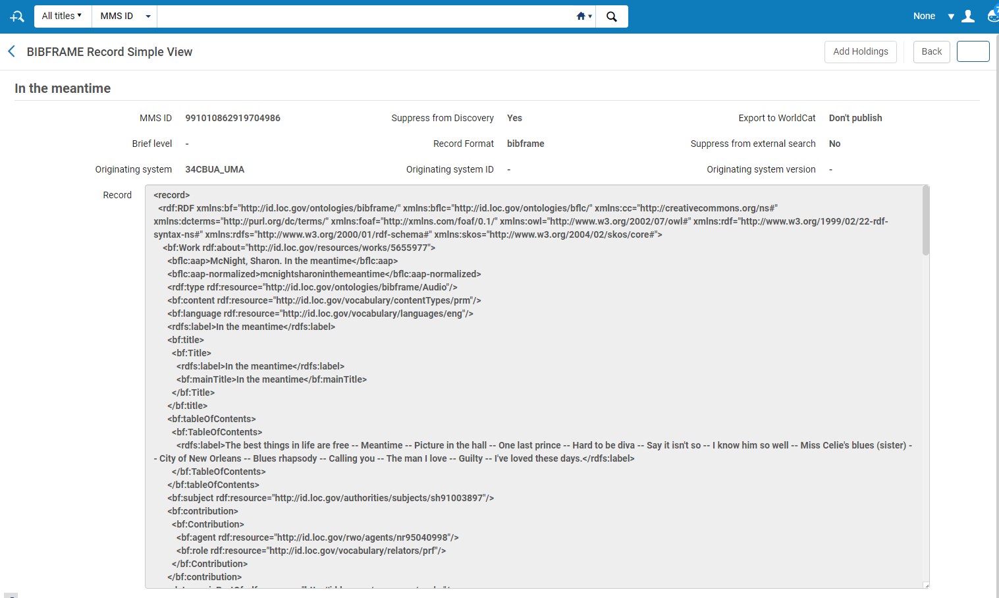 All titles MMS ID None
BIBFRAME Record Simple View Add Holdings Back
In the meantime
MMS ID 991010862919704986 Suppress from Discovery Yes Export to WorldCat Don't publish
Brief level - Record Format bibframe Suppress from external search No
Originating system 34CBUA_UMA Originating system ID - Originating system version -
Record
<record>
<rdf:RDF xmlns:bf="http://id.loc.gov/ontologies/bibframe/" xmlns:bflc="http://id.loc.gov/ontologies/bflc/" xmlns:cc="http://creativecommons.org/ns#"
xmlns:dcterms="http://purl.org/dc/terms/" xmlns:foaf="http://xmlns.com/foaf/0.1/" xmlns:owl="http://www.w3.org/2002/07/owl#" xmlns:rdf="http://www.w3.org/1999/02/22-rdf-
syntax-ns#" xmlns:rdfs="http://www.w3.org/2000/01/rdf-schema#" xmlns:skos="http://www.w3.org/2004/02/skos/core#">
<bf:Work rdf:about="http://id.loc.gov/resources/works/5655977">
<bflc:aap>McNight, Sharon. In the meantime</bflc:aap>
<bflc:aap-normalized>mcnightsharoninthemeantime</bflc:aap-normalized>
<rdf:type rdf:resource="http://id.loc.gov/ontologies/bibframe/Audio"/>
<bf:content rdf:resource="http://id.loc.gov/vocabulary/contentTypes/prm"/>
<bf:language rdf:resource="http://id.loc.gov/vocabulary/languages/eng"/>
<rdfs:label>In the meantime</rdfs:label>
<bf:title>
<bf:Title>
<rdfs:label>In the meantime</rdfs:label>
<bf:mainTitle>In the meantime</bf:mainTitle>
</bf:Title>
</bf:title>
<bf:tableOfContents>
<bf:TableOfContents>
<rdfs:label>The best things in life are free -- Meantime -- Picture in the hall -- One last prince -- Hard to be diva -- Say it isn't so -- I know him so well -- Miss Celie's blues (sister) -
- City of New Orleans -- Blues rhapsody -- Calling you -- The man I love -- Guilty -- I've loved these days.</rdfs:label>
</bf:TableOfContents>
</bf:tableOfContents>
<bf:subject rdf:resource="http://id.loc.gov/authorities/subjects/sh91003897"/>
<bf:contribution>
<bf:Contribution>
<bf:agent rdf:resource="http://id.loc.gov/rwo/agents/nr95040998"/>
<bf:role rdf:resource="http://id.loc.gov/vocabulary/relators/prf"/>
</bf:Contribution>
</bf:contribution>